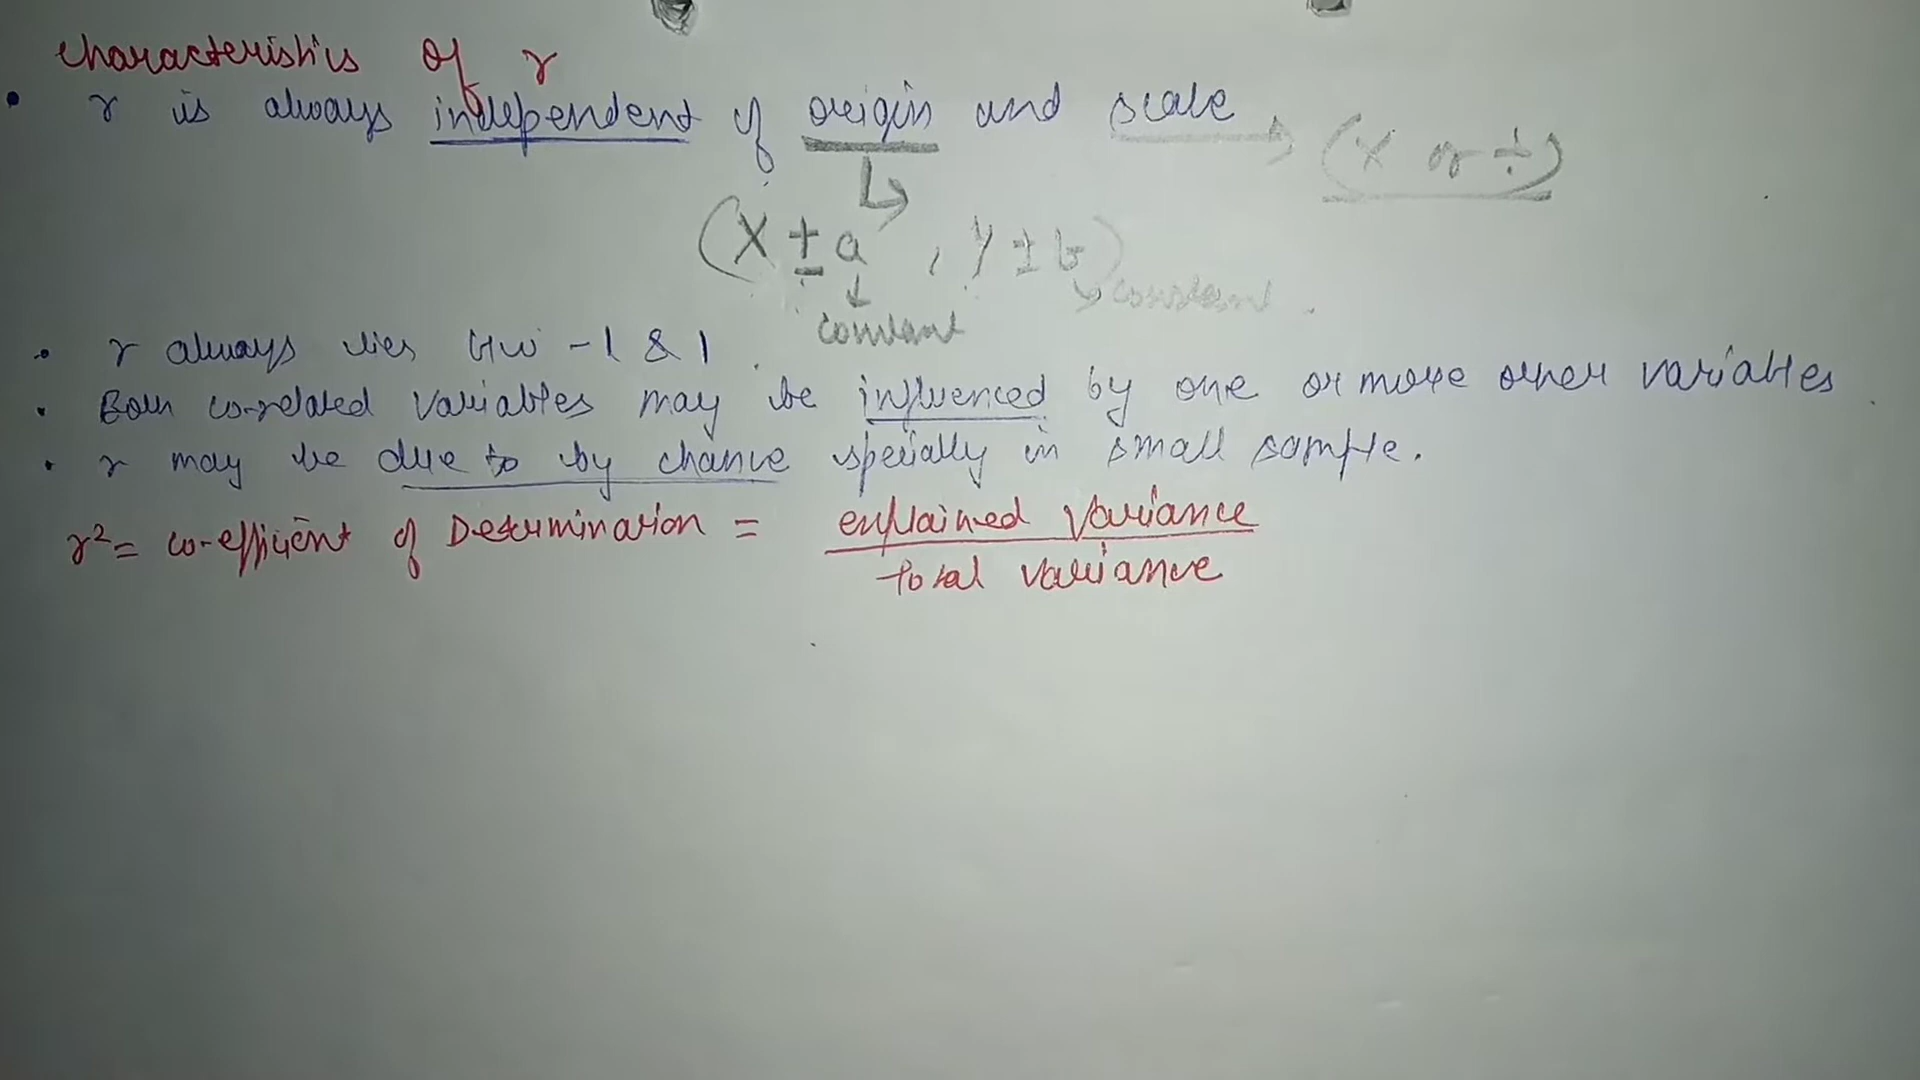 characteristics of r
• r is always independent of origin and scale → (× or ÷)
(X ± a , y ± b)
constant
constant
• r always lies btw -1 & 1
• Both co-related variables may be influenced by one or more other variables
• r may be due to by chance specially in small sample.
r² = co-efficient of Determination = explained variance
total variance